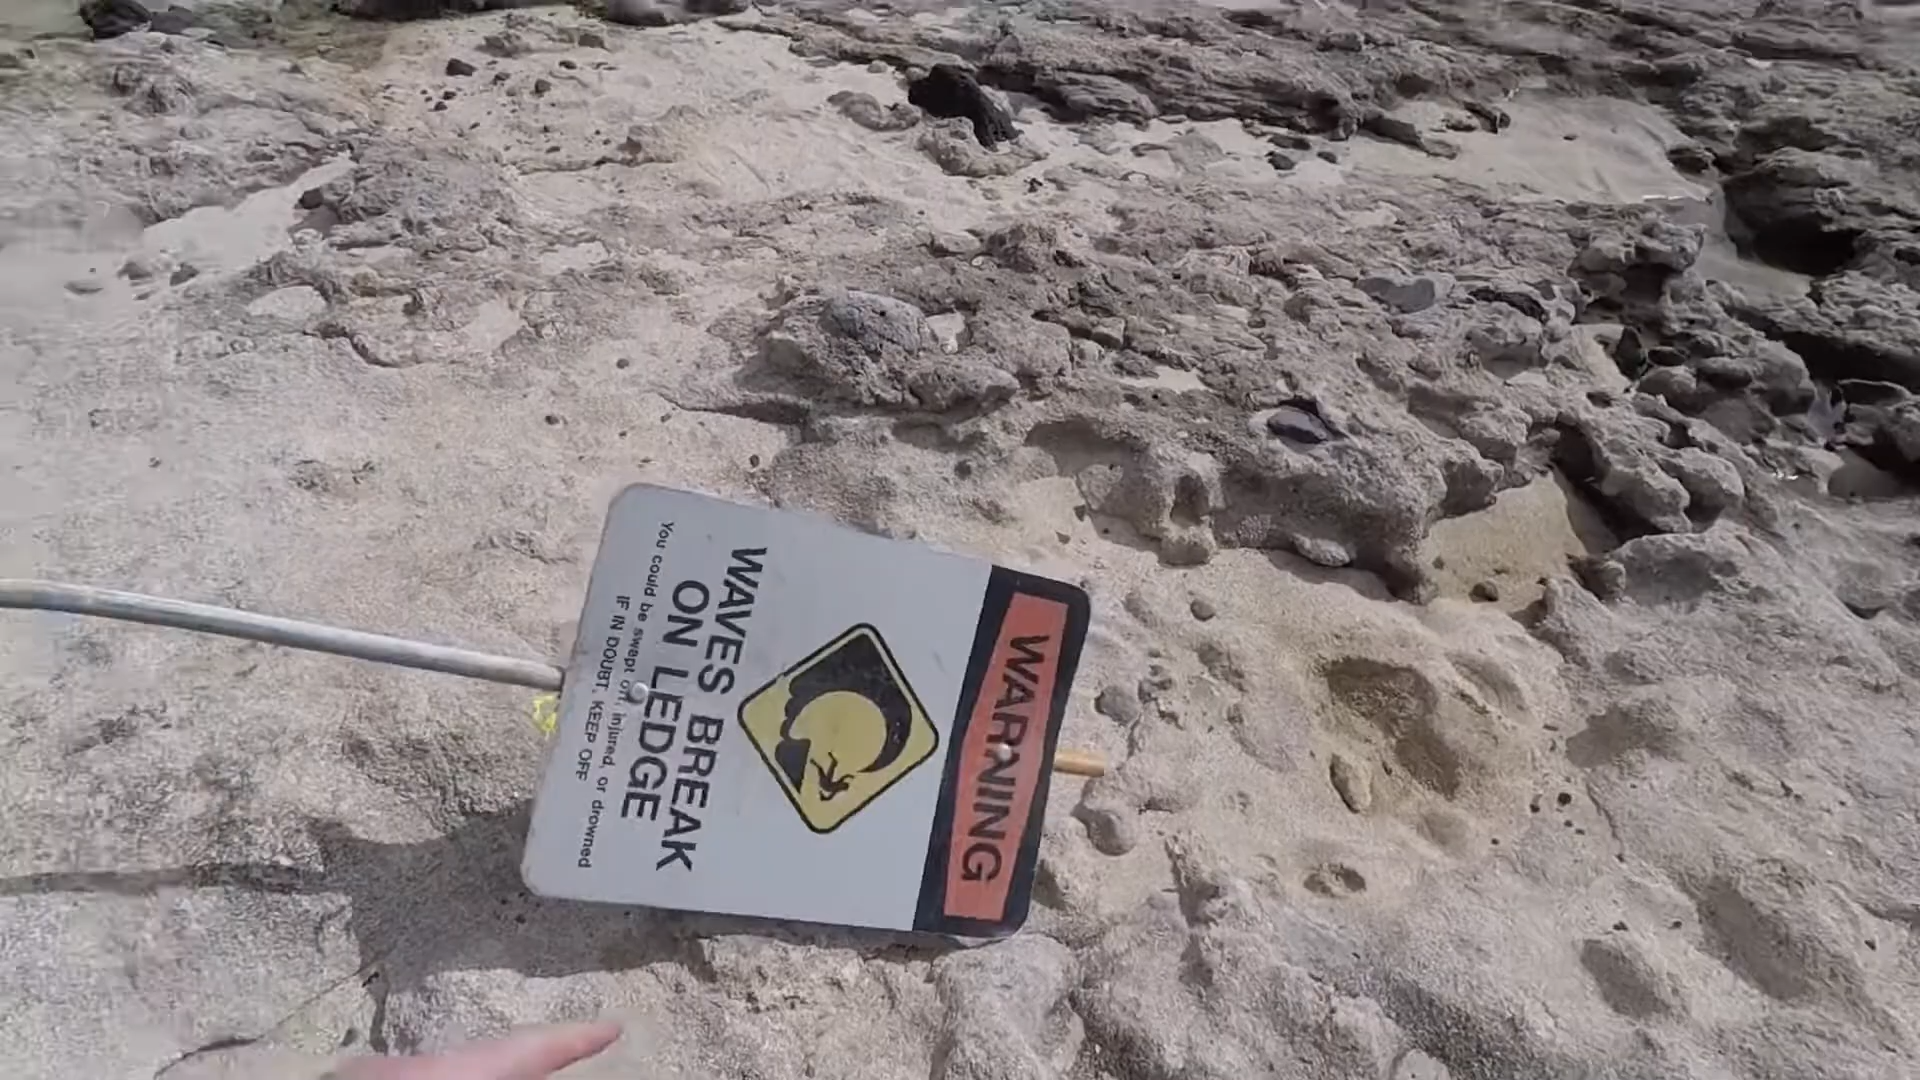 WARNING
WAVES BREAK
ON LEDGE
You could be swept off, injured, or drowned
IF IN DOUBT, KEEP OFF